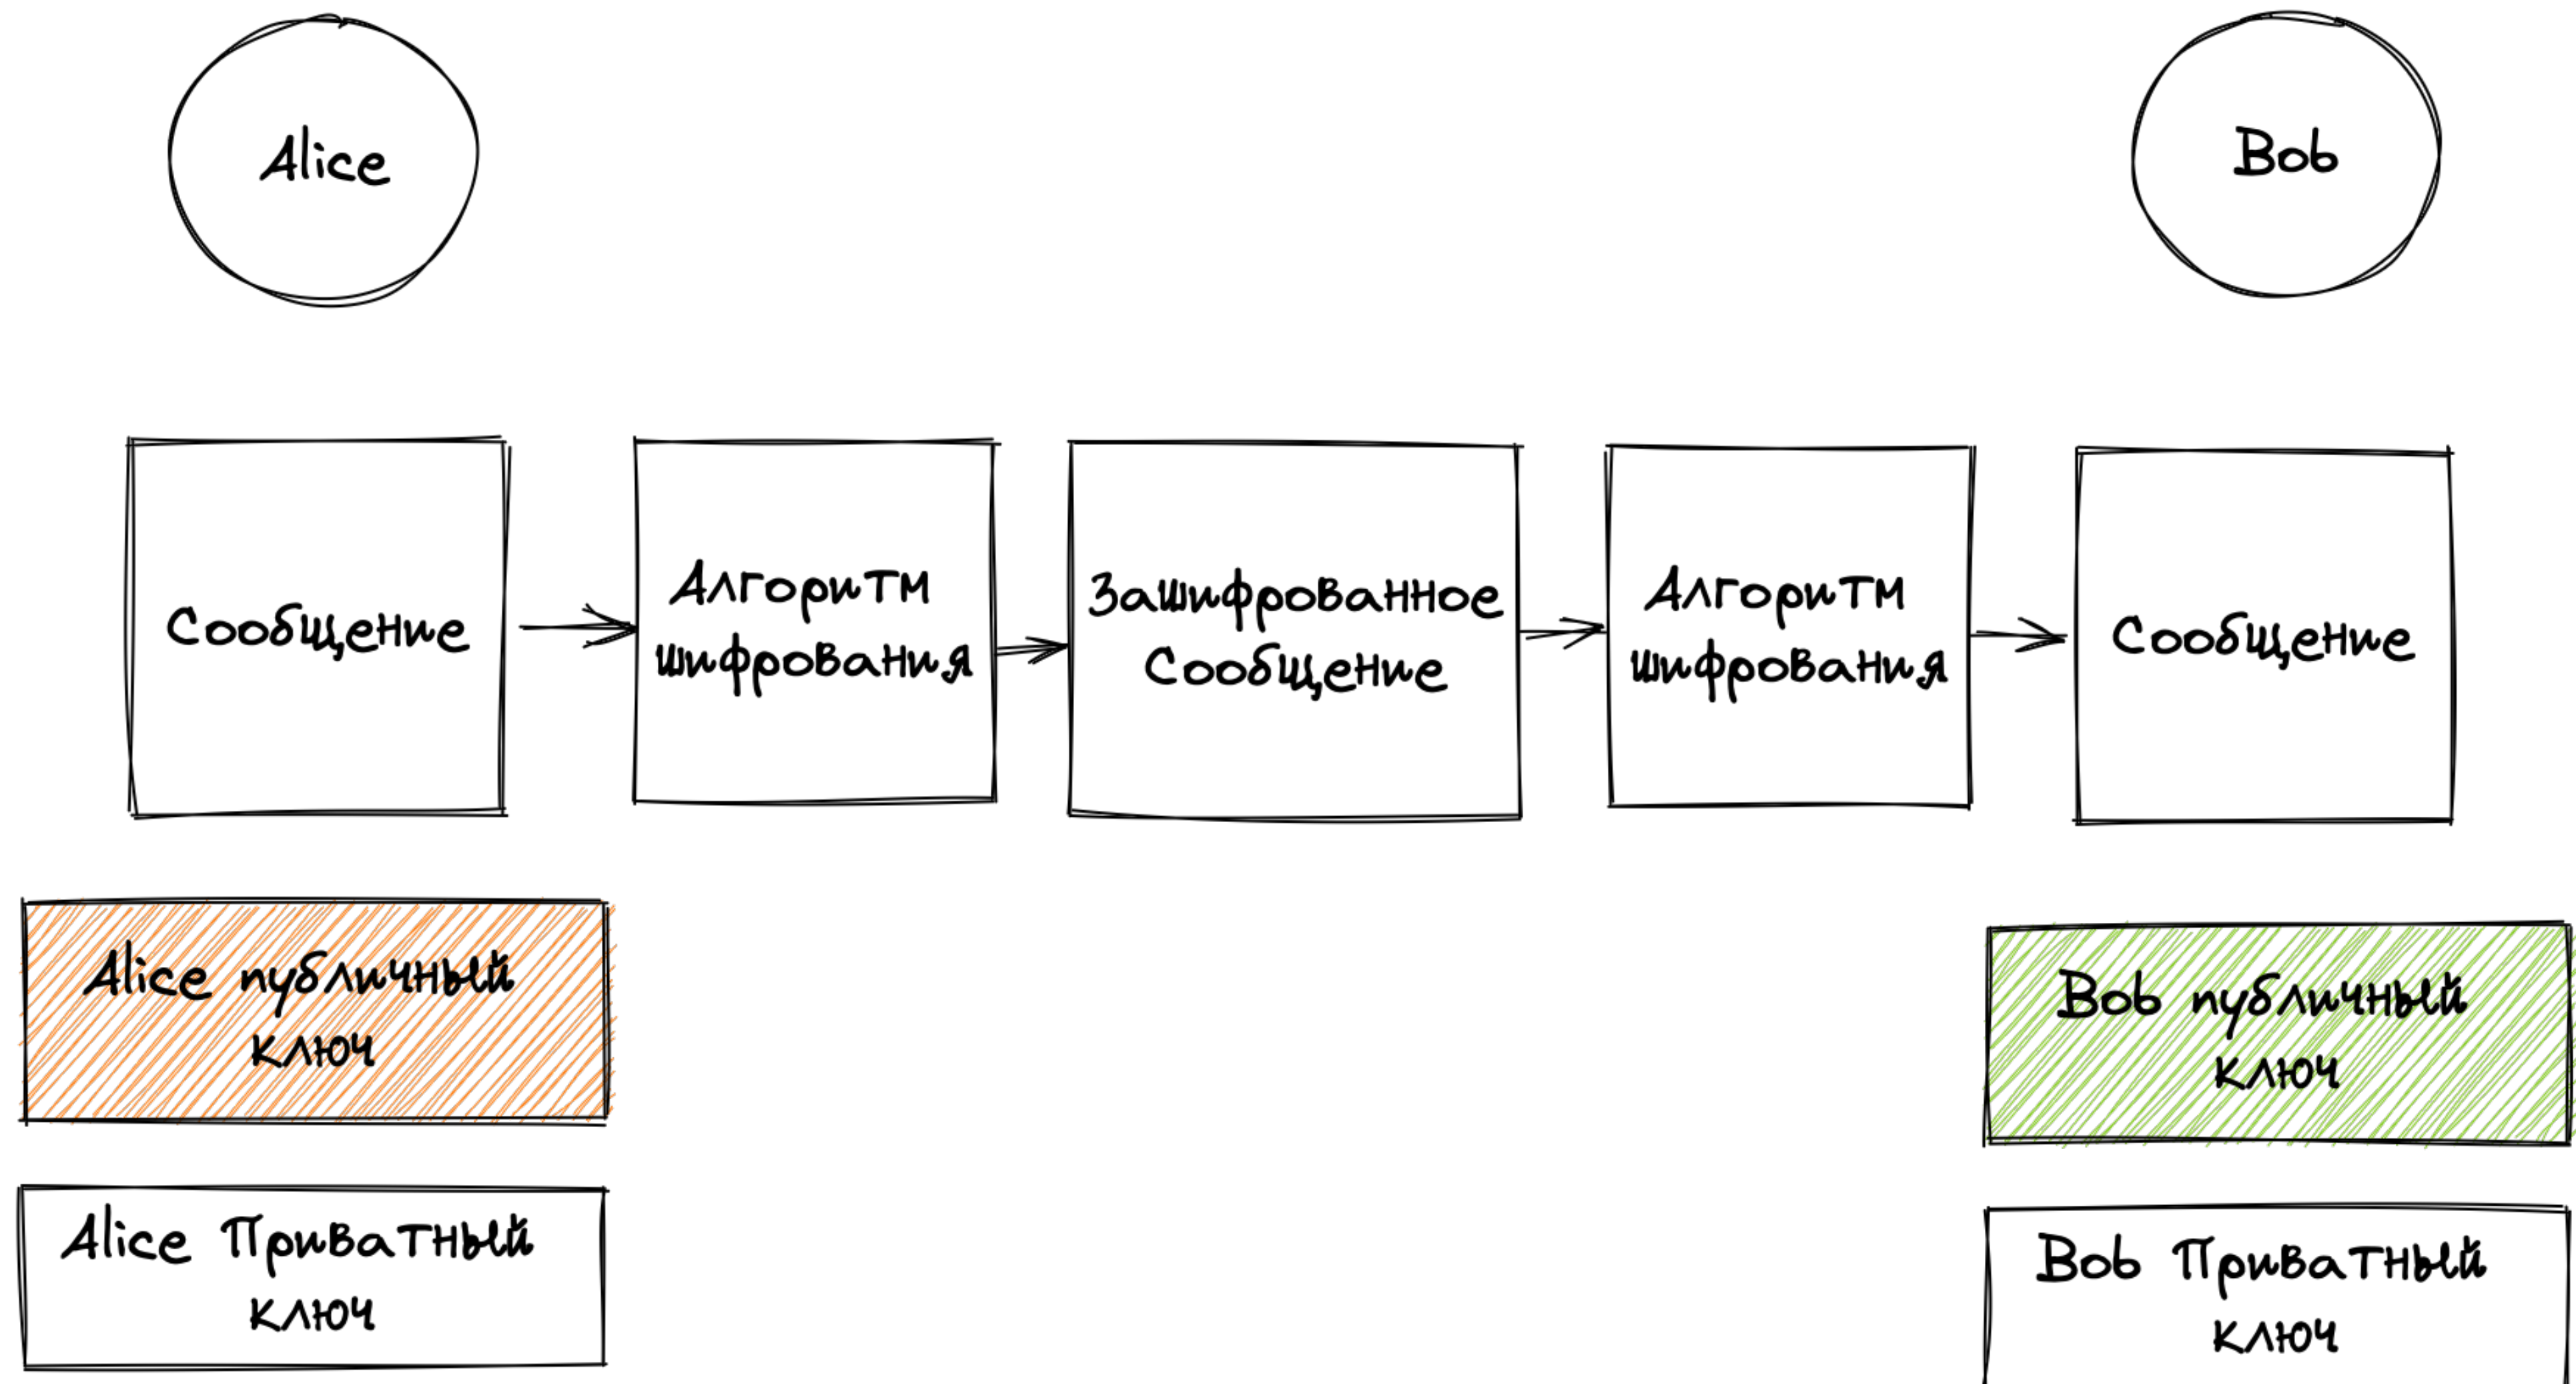 Alice
Bob
Сообщение
Алгоритм
шифрования
Зашифрованное
Сообщение
Алгоритм
шифрования
Сообщение
Alice публичный
ключ
Bob публичный
ключ
Alice Приватный
ключ
Bob Приватный
ключ